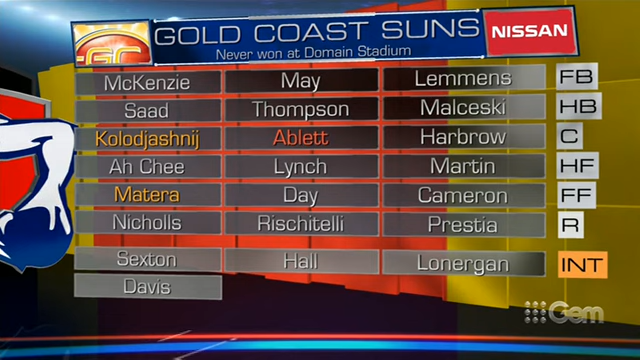 GC
GOLD COAST SUNS
NISSAN
Never won at Domain Stadium
McKenzie May Lemmens FB
Saad Thompson Malceski HB
Kolodjashnij Ablett Harbrow C
Ah Chee Lynch Martin HF
Matera Day Cameron FF
Nicholls Rischitelli Prestia R
Sexton Hall Lonergan INT
Davis
Gem